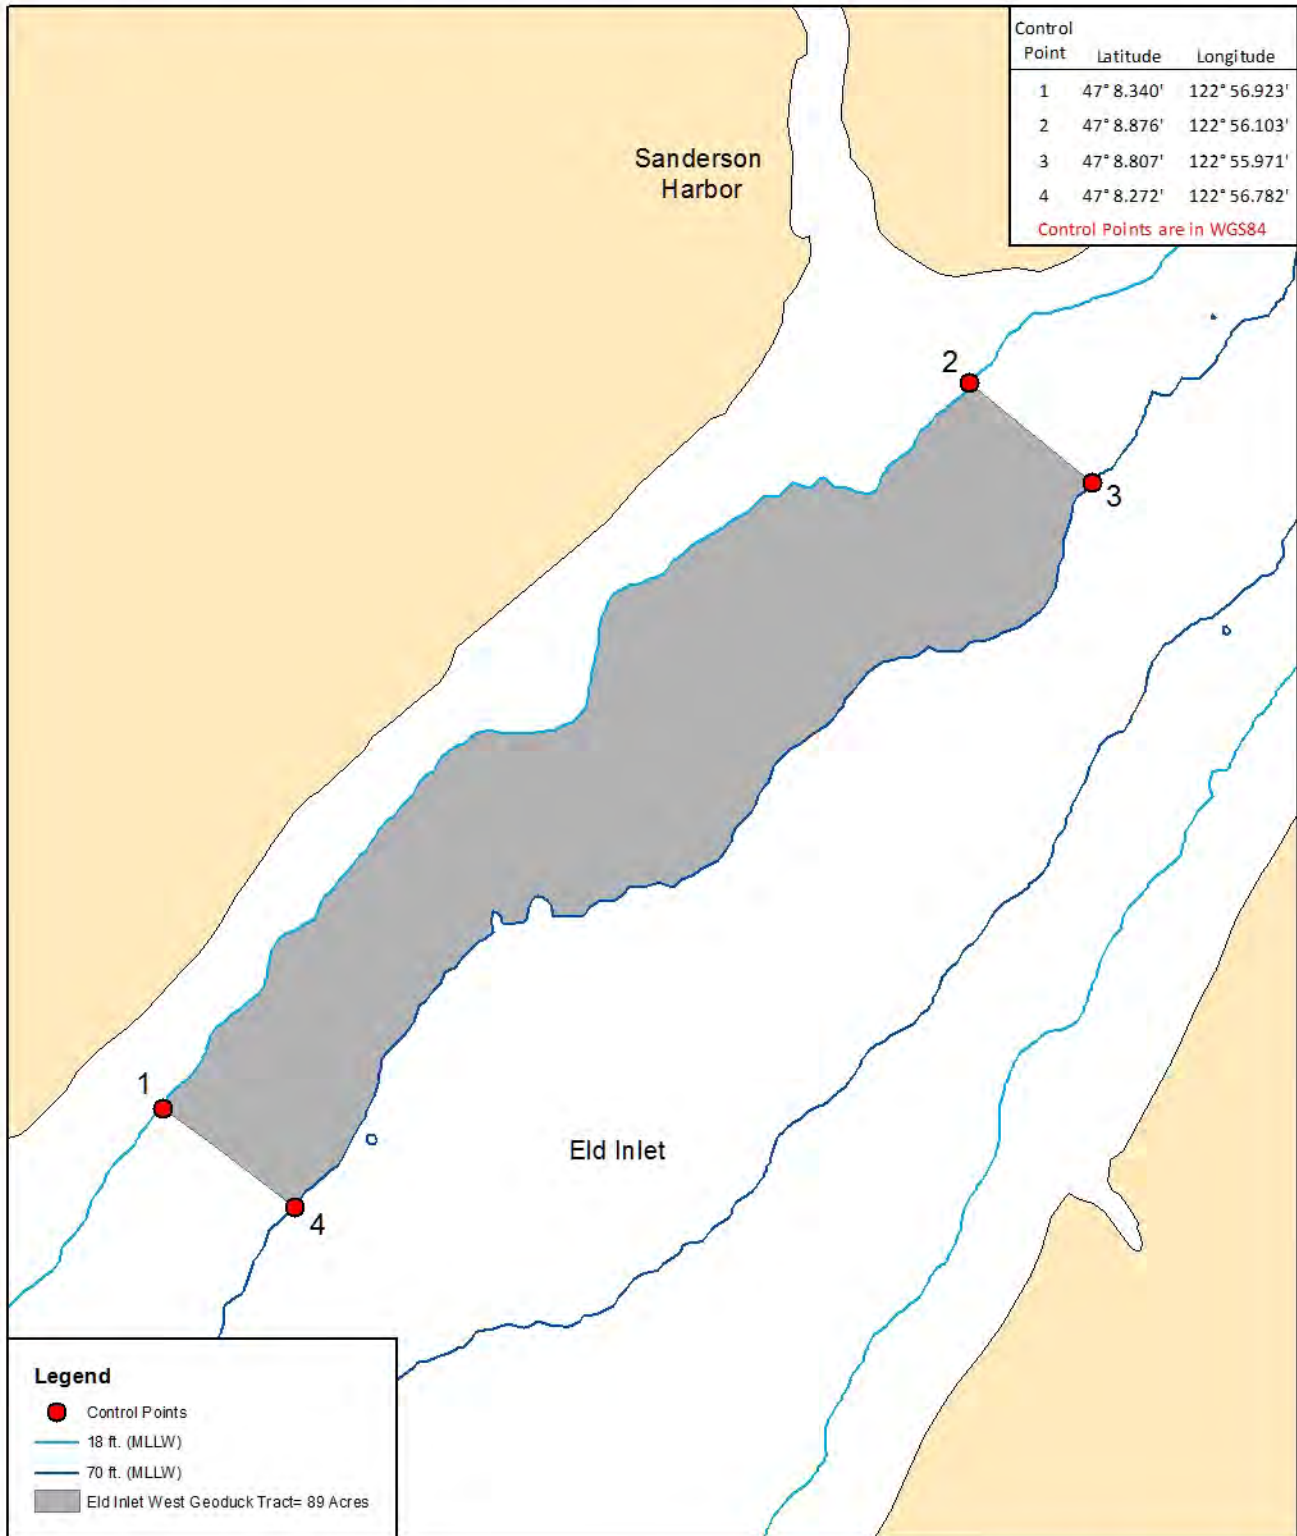 Control
Point Latitude Longitude
1 47° 8.340' 122° 56.923'
2 47° 8.876' 122° 56.103'
3 47° 8.807' 122° 55.971'
4 47° 8.272' 122° 56.782'
Control Points are in WGS84
Sanderson
Harbor
2
3
1
4
Eld Inlet
Legend
Control Points
18 ft. (MLLW)
70 ft. (MLLW)
Eld Inlet West Geoduck Tract= 89 Acres